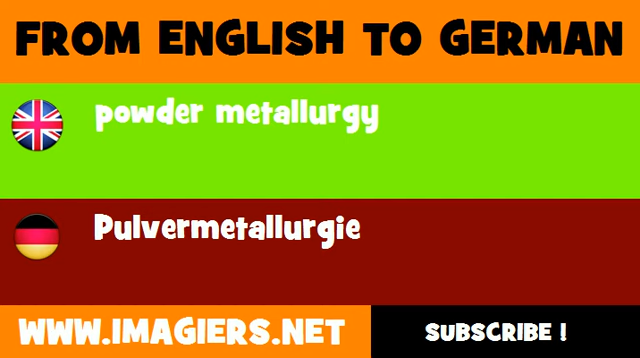 FROM ENGLISH TO GERMAN
powder metallurgy
Pulvermetallurgie
WWW.IMAGIERS.NET
SUBSCRIBE !